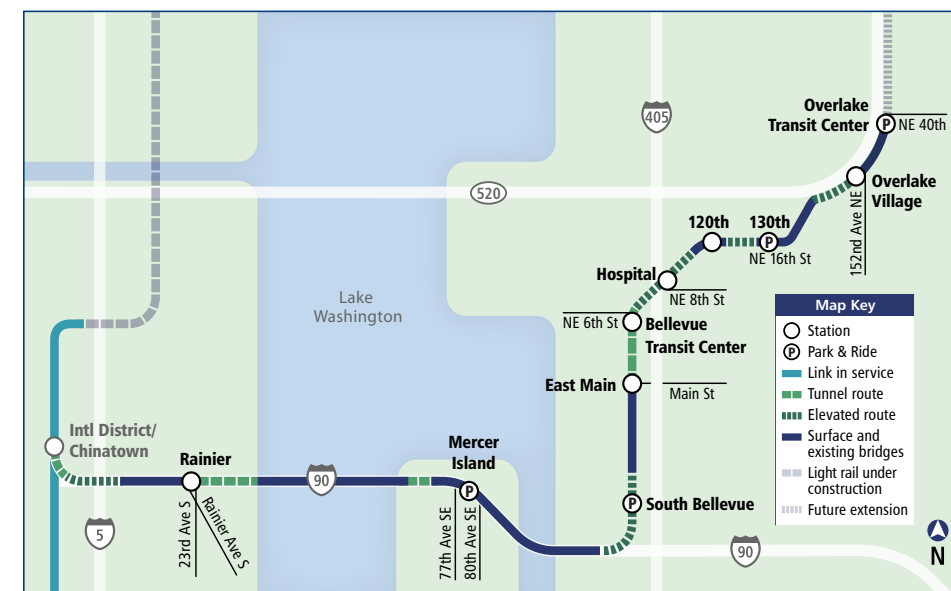 Overlake
Transit Center
P
NE 40th
405
520
Overlake
Village
152nd Ave NE
120th
130th
P
NE 16th St
Hospital
NE 8th St
NE 6th St
Bellevue
Transit Center
Lake
Washington
East Main
Main St
Map Key
Station
P Park & Ride
Link in service
Tunnel route
Elevated route
Surface and
existing bridges
Light rail under
construction
Future extension
Intl District/
Chinatown
Rainier
90
Mercer
Island
P
P
South Bellevue
5
23rd Ave S
Rainier Ave S
77th Ave SE
80th Ave SE
90
N